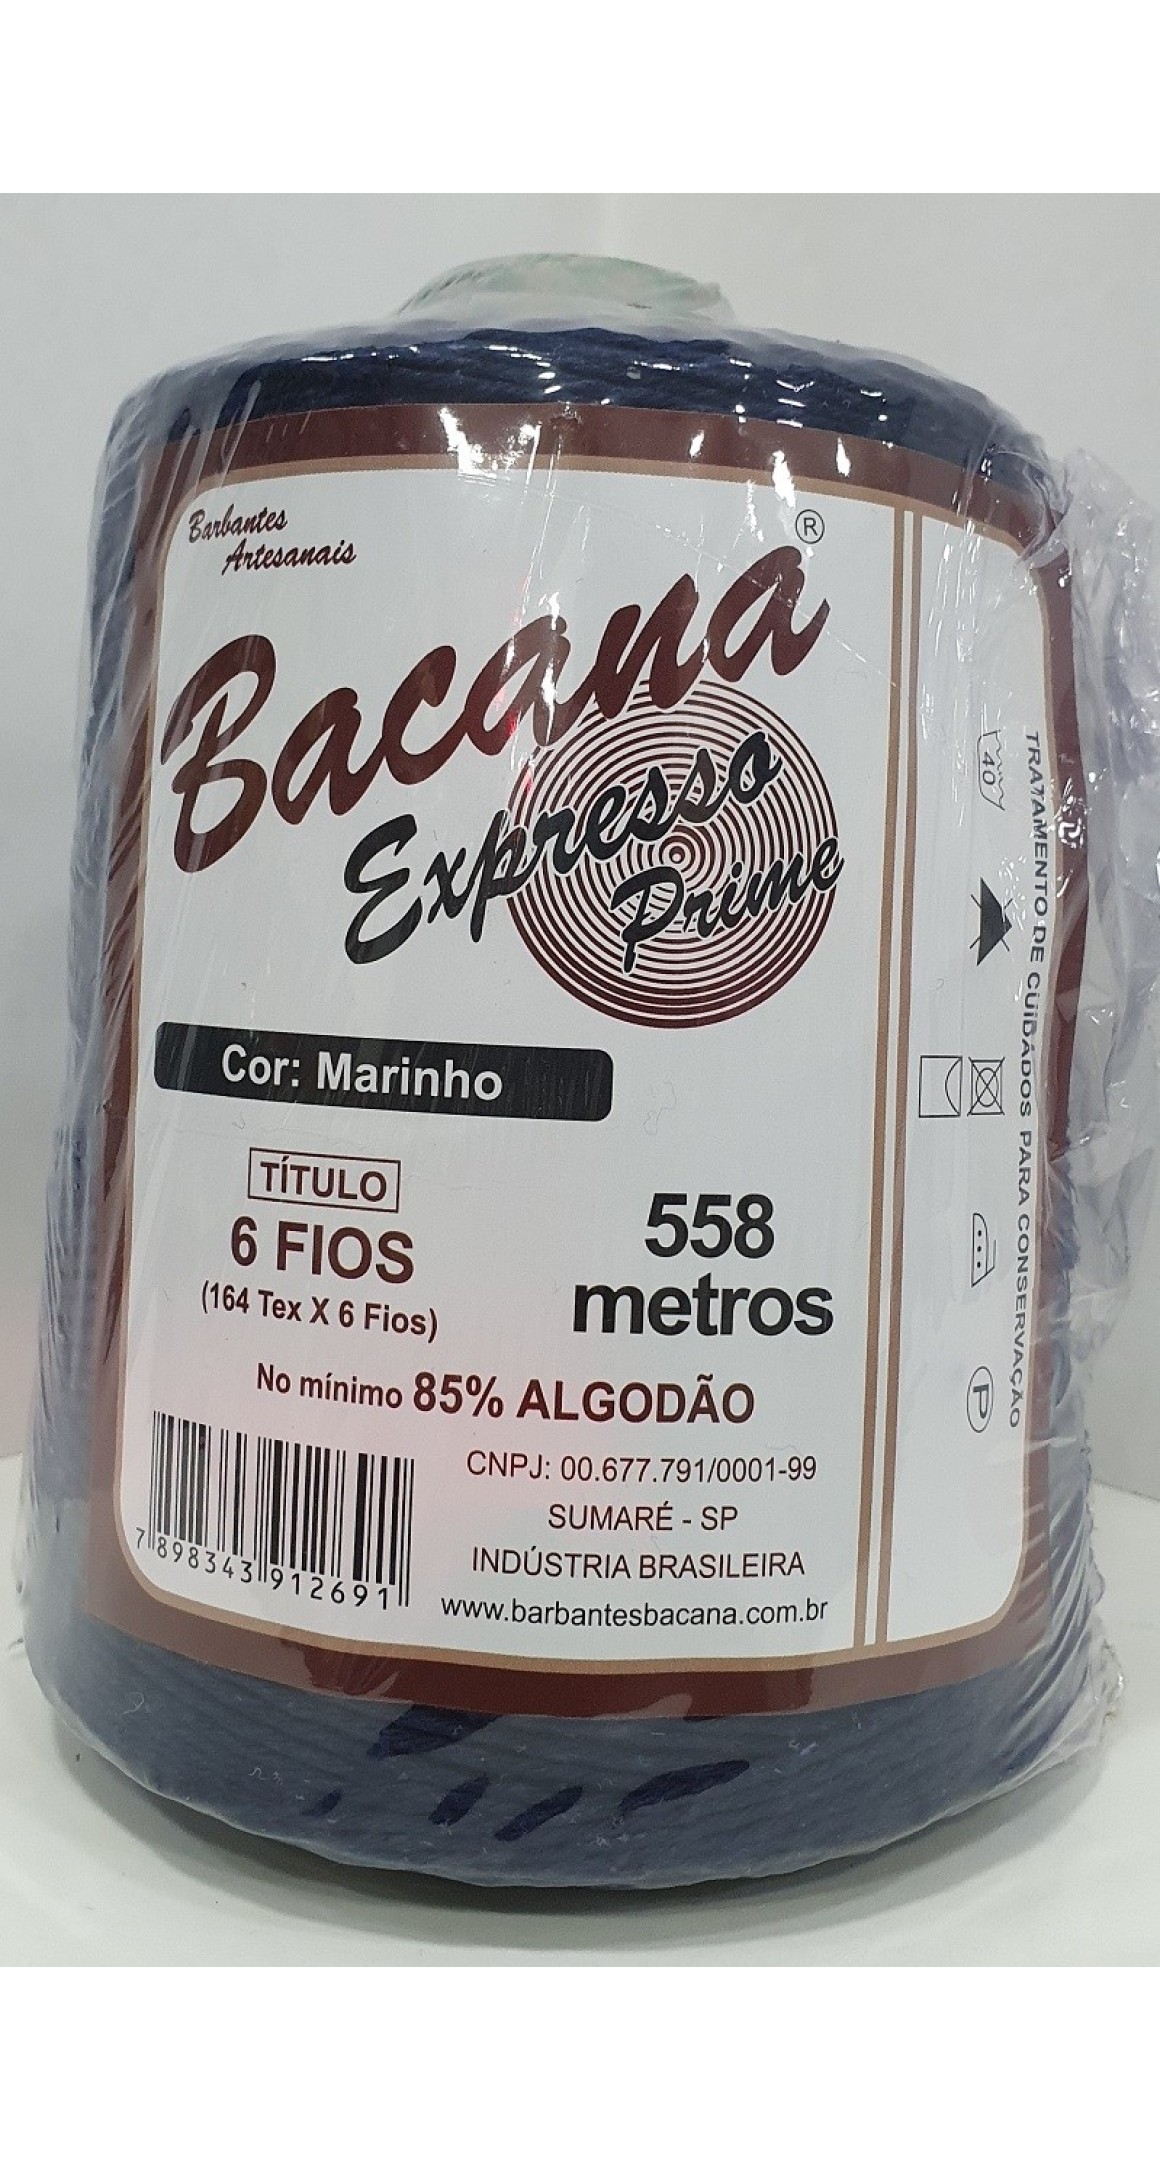 Barbantes
Artesanais
Bacana ®
Expresso
Prime
Cor: Marinho
TÍTULO
6 FIOS
(164 Tex X 6 Fios)
558
metros
No mínimo 85% ALGODÃO
7 898343 912691
CNPJ: 00.677.791/0001-99
SUMARÉ - SP
INDÚSTRIA BRASILEIRA
www.barbantesbacana.com.br
TRATAMENTO DE CUIDADOS PARA CONSERVAÇÃO
40
P